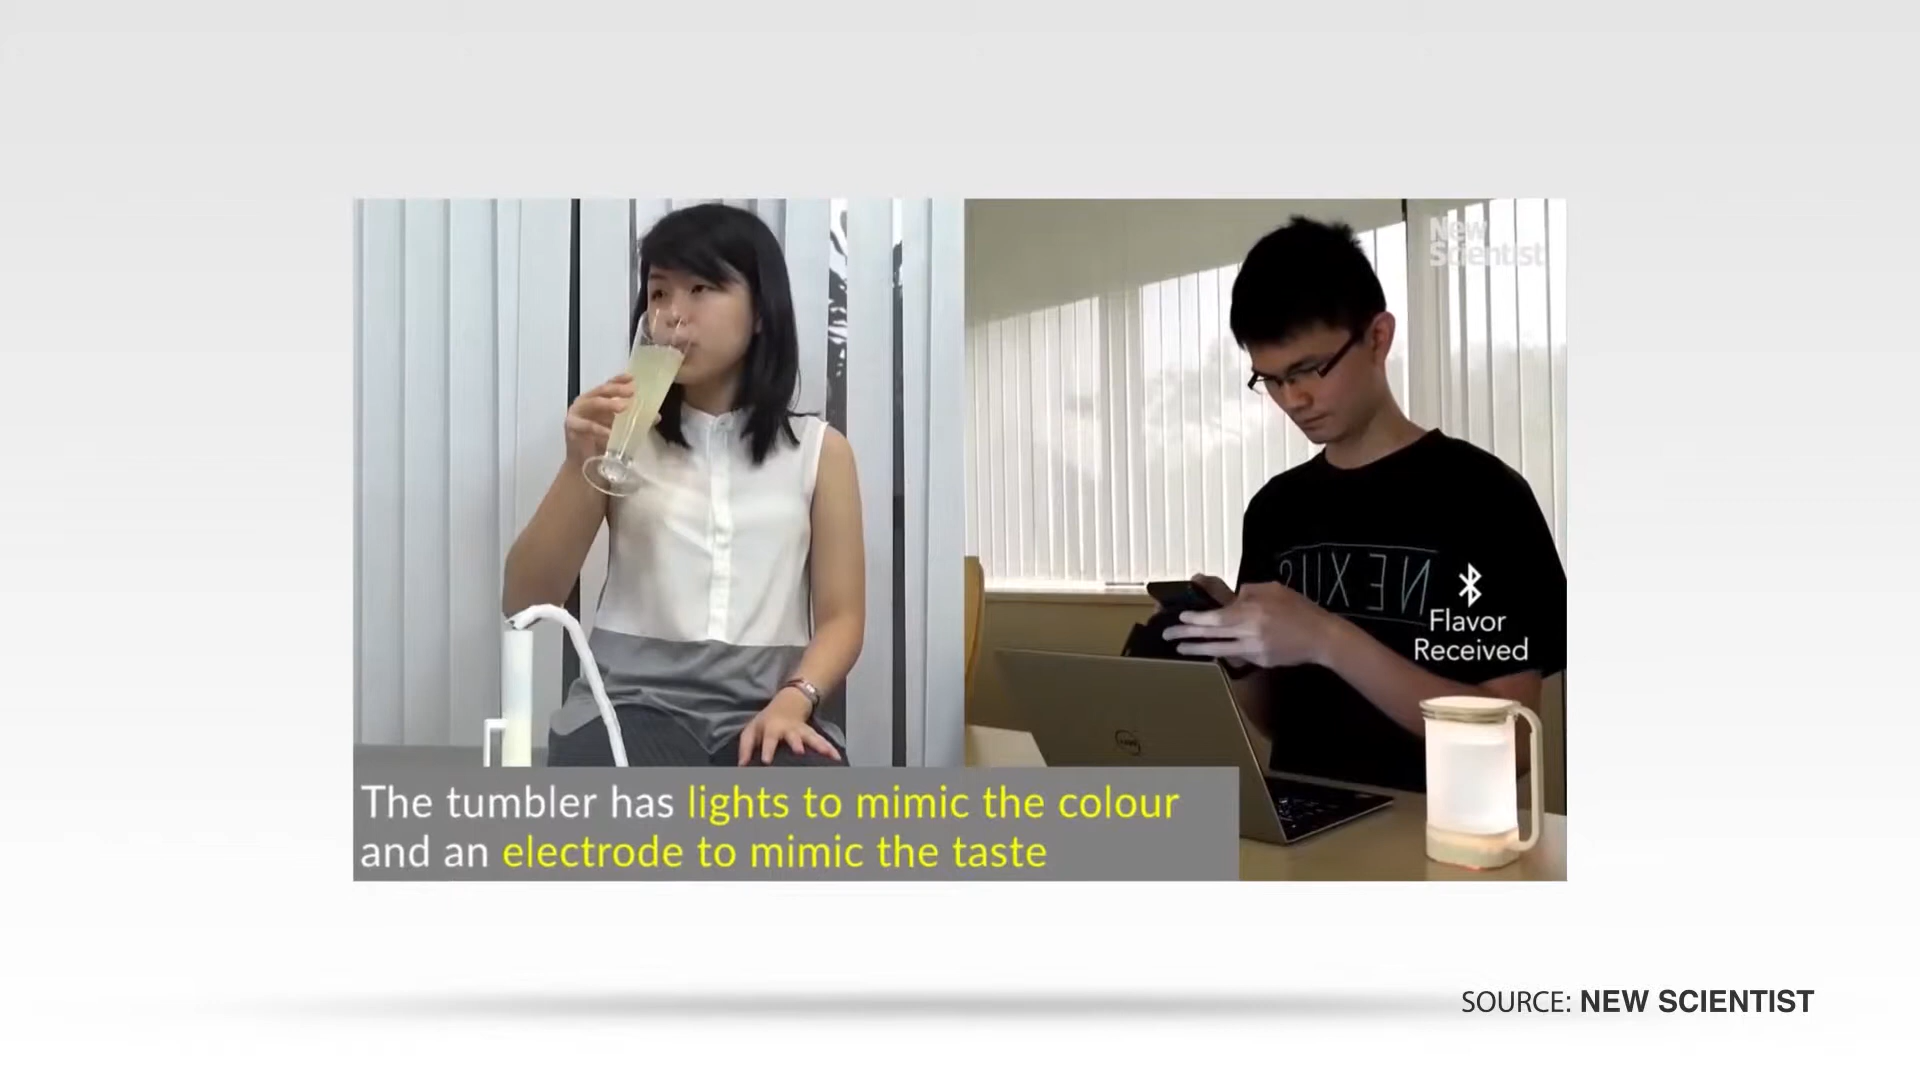 New
Scientist
NEXUS
Flavor
Received
DELL
The tumbler has lights to mimic the colour
and an electrode to mimic the taste
SOURCE: NEW SCIENTIST